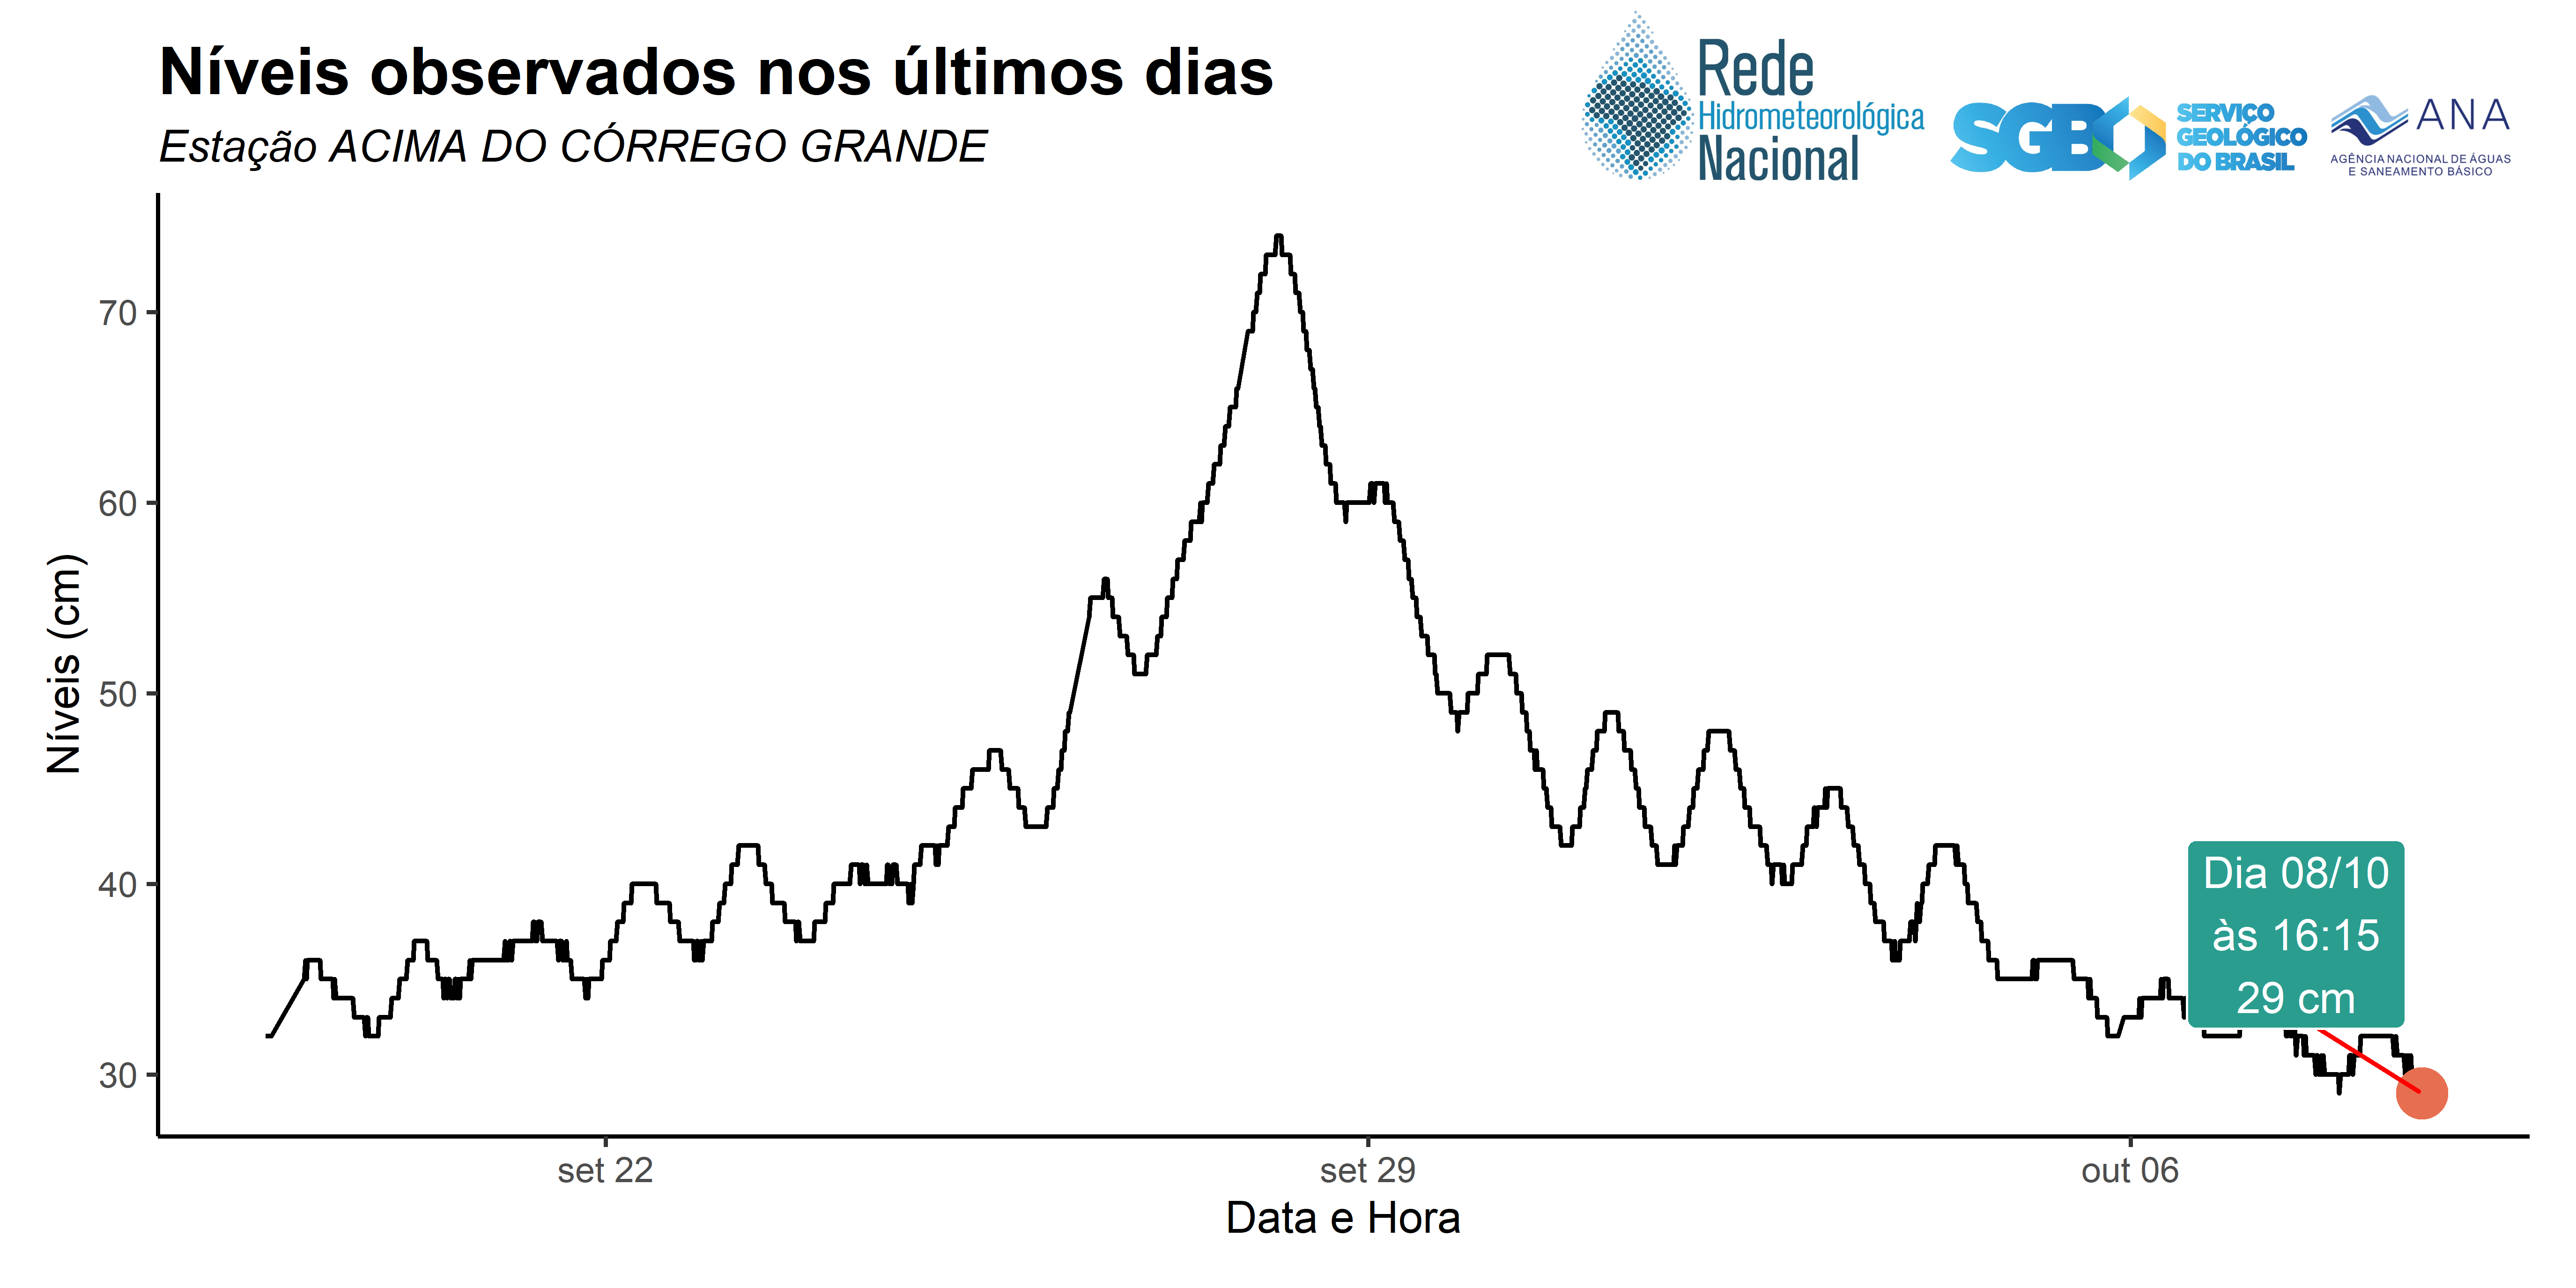 Níveis observados nos últimos dias
Estação ACIMA DO CÓRREGO GRANDE
Rede
Hidrometeorológica
Nacional
SGB
SERVIÇO
GEOLÓGICO
DO BRASIL
ANA
AGÊNCIA NACIONAL DE ÁGUAS
E SANEAMENTO BÁSICO
Níveis (cm)
70
60
50
40
30
Dia 08/10
às 16:15
29 cm
set 22
set 29
out 06
Data e Hora